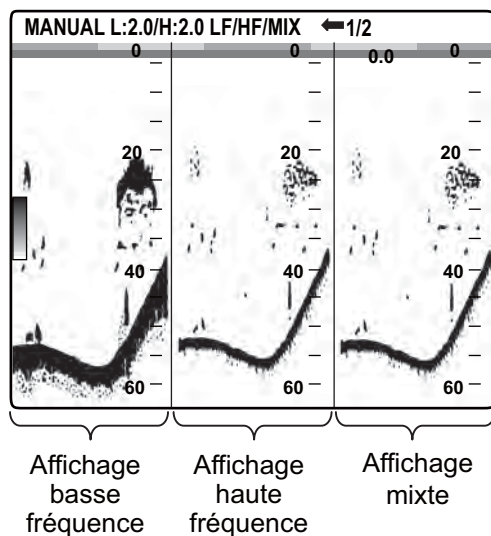 MANUAL L:2.0/H:2.0 LF/HF/MIX 1/2
0 0 0.0 0
20 20 20
40 40 40
60 60 60
Affichage basse fréquence
Affichage haute fréquence
Affichage mixte